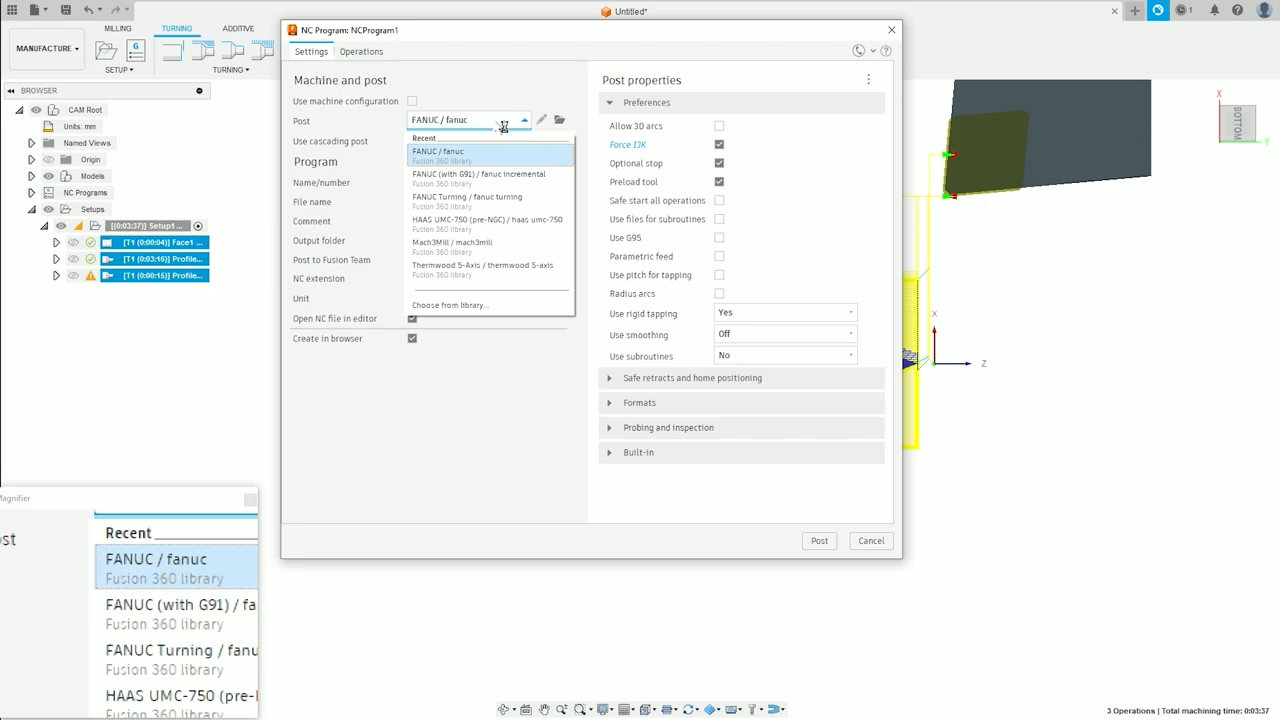 Untitled*
1
MANUFACTURE
MILLING
TURNING
ADDITIVE
G
SETUP
TURNING
BROWSER
CAM Root
Units: mm
Named Views
Origin
Models
NC Programs
Setups
[(0:03:37)] Setup1 ...
[T1 (0:00:04)] Face1 ...
[T1 (0:03:16)] Profile...
[T1 (0:00:15)] Profile...
NC Program: NCProgram1
Settings
Operations
Machine and post
Use machine configuration
Post
FANUC / fanuc
Use cascading post
Program
Name/number
File name
Comment
Output folder
Post to Fusion Team
NC extension
Unit
Open NC file in editor
Create in browser
Recent
FANUC / fanuc
Fusion 360 library
FANUC (with G91) / fanuc incremental
Fusion 360 library
FANUC Turning / fanuc turning
Fusion 360 library
HAAS UMC-750 (pre-NGC) / haas umc-750
Fusion 360 library
Mach3Mill / mach3mill
Fusion 360 library
Thermwood 5-Axis / thermwood 5-axis
Fusion 360 library
Choose from library...
Post properties
Preferences
Allow 3D arcs
Force IJK
Optional stop
Preload tool
Safe start all operations
Use files for subroutines
Use G95
Parametric feed
Use pitch for tapping
Radius arcs
Use rigid tapping
Yes
Use smoothing
Off
Use subroutines
No
Safe retracts and home positioning
Formats
Probing and inspection
Built-in
Post
Cancel
X
BOTTOM
Y
X
Z
Magnifier
ost
Recent
FANUC / fanuc
Fusion 360 library
FANUC (with G91) / fa
Fusion 360 library
FANUC Turning / fanu
Fusion 360 library
HAAS UMC-750 (pre-
Fusion 360 library
3 Operations | Total machining time: 0:03:37